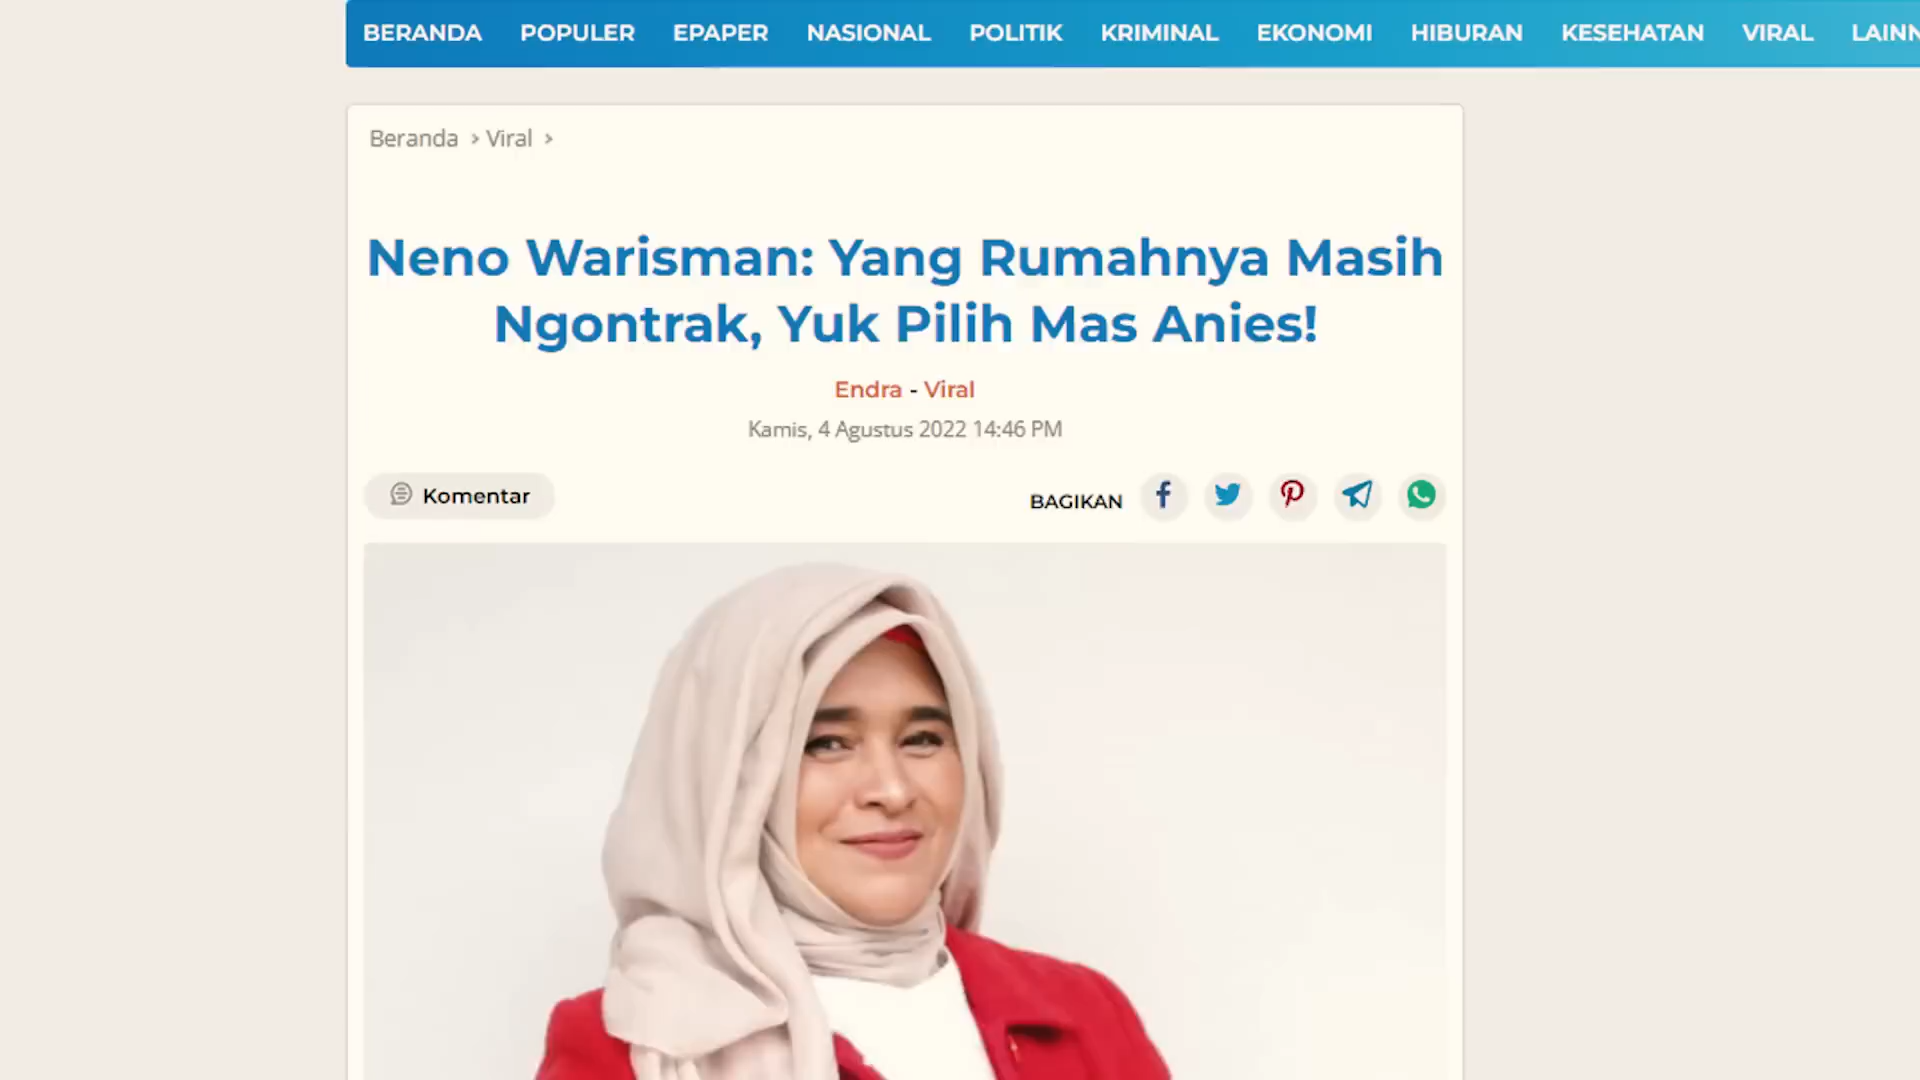 BERANDA POPULER EPAPER NASIONAL POLITIK KRIMINAL EKONOMI HIBURAN KESEHATAN VIRAL LAINN
Beranda > Viral >
Neno Warisman: Yang Rumahnya Masih
Ngontrak, Yuk Pilih Mas Anies!
Endra - Viral
Kamis, 4 Agustus 2022 14:46 PM
Komentar
BAGIKAN